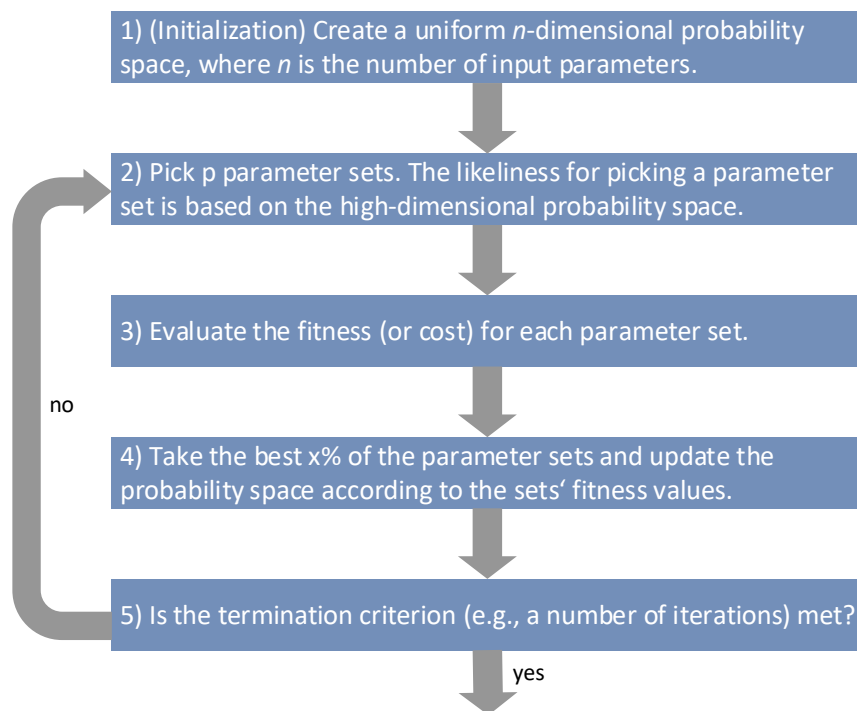 1) (Initialization) Create a uniform n-dimensional probability
space, where n is the number of input parameters.
2) Pick p parameter sets. The likeliness for picking a parameter
set is based on the high-dimensional probability space.
3) Evaluate the fitness (or cost) for each parameter set.
no
4) Take the best x% of the parameter sets and update the
probability space according to the sets‘ fitness values.
5) Is the termination criterion (e.g., a number of iterations) met?
yes